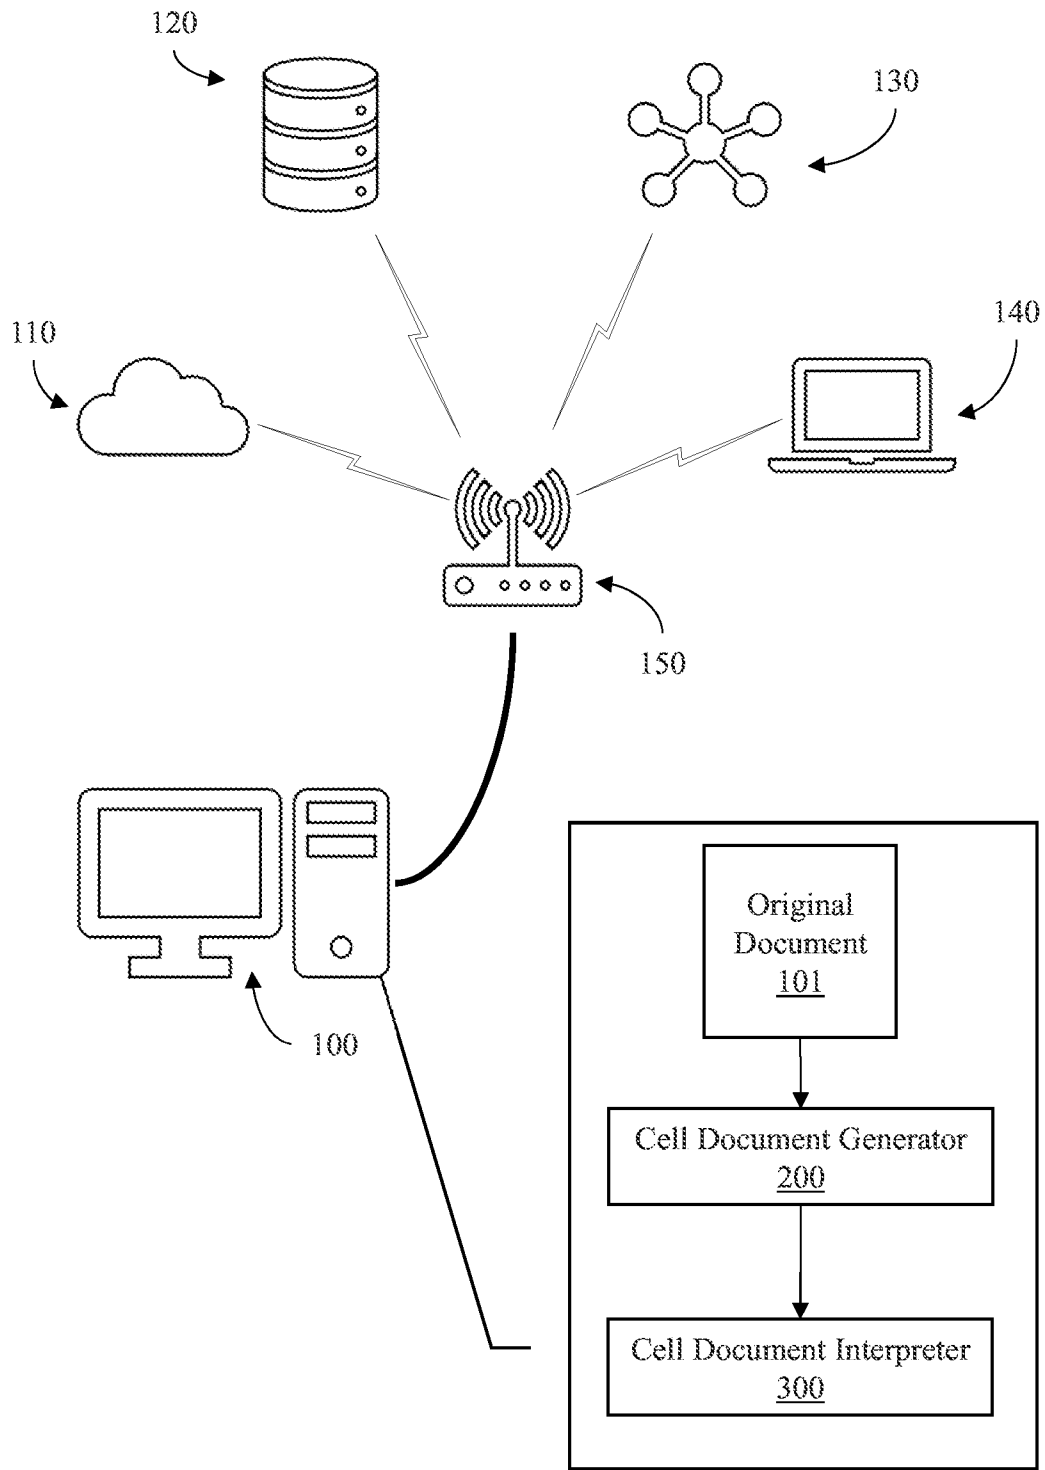 120
130
110
140
150
100
Original
Document
101
Cell Document Generator
200
Cell Document Interpreter
300